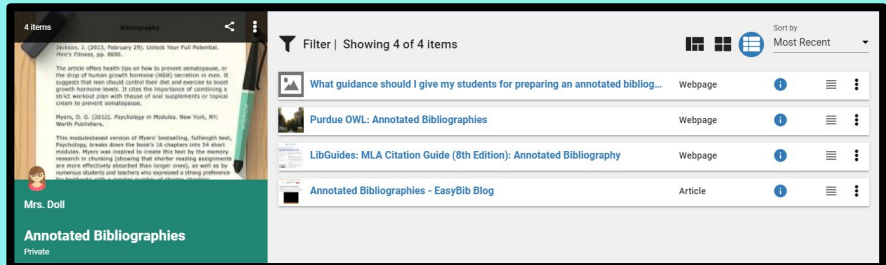 4 items
Bibliography
Jackson, J. (2013, February 29). Unlock Your Full Potential.
Men's Fitness, pp. 8690.
The article offers health tips on how to prevent somatopause, or
the drop of human growth hormone (HGH) secretion in men. It
suggests that men should control their diet and exercise to boost
growth hormone levels. It cites the importance of combining a
strict workout plan with theuse of oral supplements or topical
cream to prevent somatopause.
Myers, D. G. (2012). Psychology in Modules. New York, NY:
Worth Publishers.
This modulesbased version of Myers' bestselling, fulllength text,
Psychology, breaks down the book's 16 chapters into 54 short
modules. Myers was inspired to create this text by the memory
research in chunking (showing that shorter reading assignments
are more effectively absorbed than longer ones), as well as by
numerous students and teachers who expressed a strong preference
Mrs. Doll
Annotated Bibliographies
Private
Filter | Showing 4 of 4 items
Sort by
Most Recent
What guidance should I give my students for preparing an annotated bibliog... Webpage
Purdue OWL: Annotated Bibliographies Webpage
LibGuides: MLA Citation Guide (8th Edition): Annotated Bibliography Webpage
Annotated Bibliographies - EasyBib Blog Article